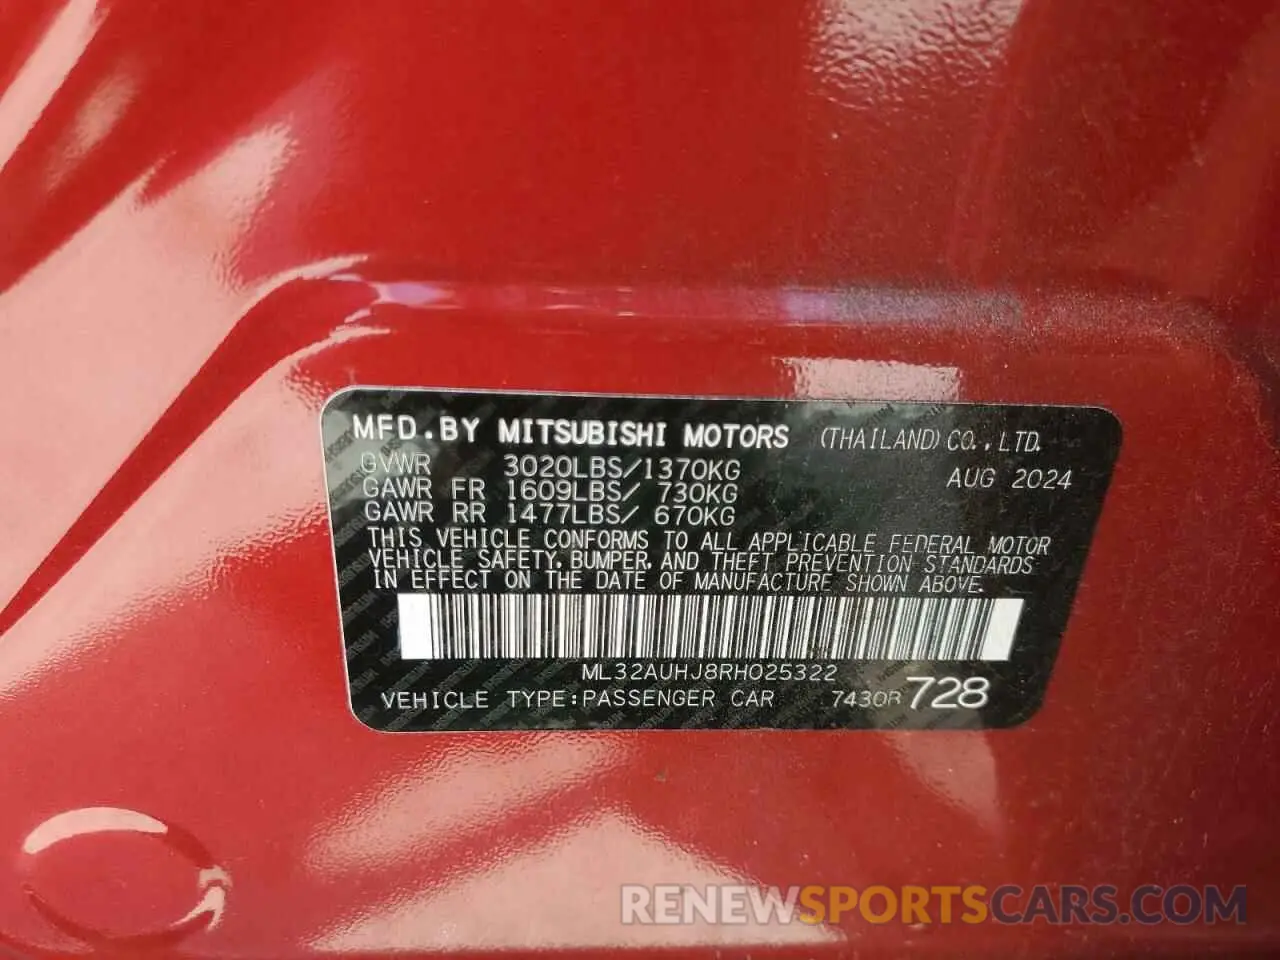 MFD.BY MITSUBISHI MOTORS (THAILAND) CO.,LTD.
GVWR 3020LBS/1370KG AUG 2024
GAWR FR 1609LBS/ 730KG
GAWR RR 1477LBS/ 670KG
THIS VEHICLE CONFORMS TO ALL APPLICABLE FEDERAL MOTOR
VEHICLE SAFETY, BUMPER, AND THEFT PREVENTION STANDARDS
IN EFFECT ON THE DATE OF MANUFACTURE SHOWN ABOVE.
ML32AUHJ8RH025322
VEHICLE TYPE:PASSENGER CAR 7430R 728
RENEWSPORTSCARS.COM